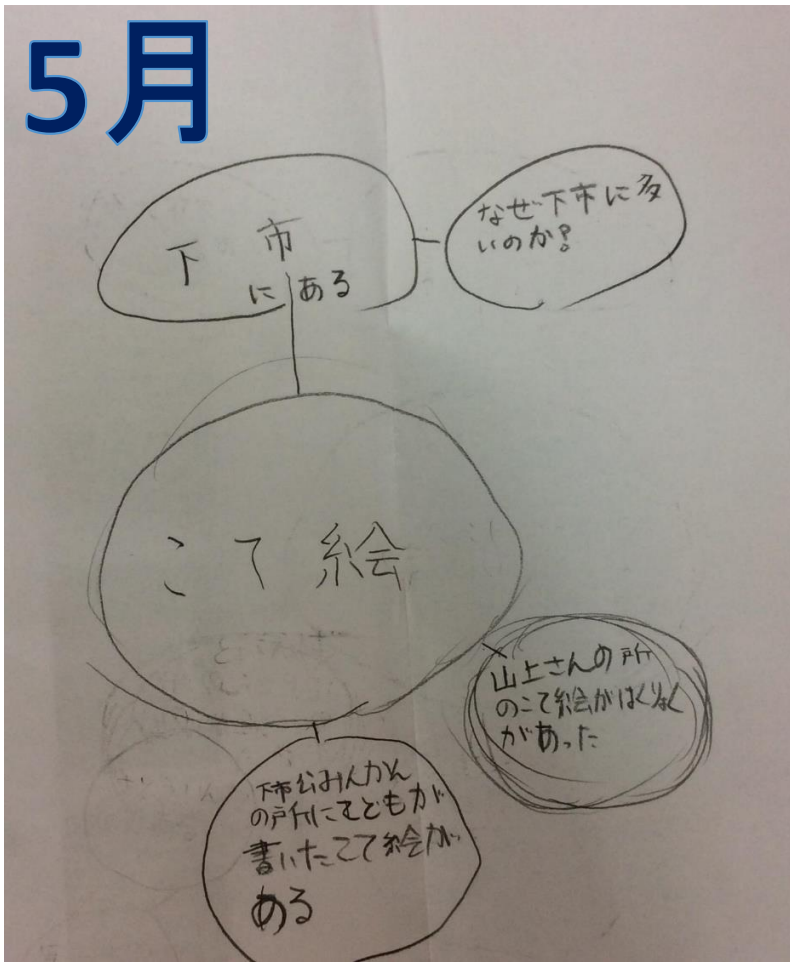 5月
下 市
にある
なぜ下市に多
いのか?
こて 絵
山上さんの所
のこて絵がはくりょく
があった
下市公みんかん
の所にこどもが
書いたこて絵が
ある